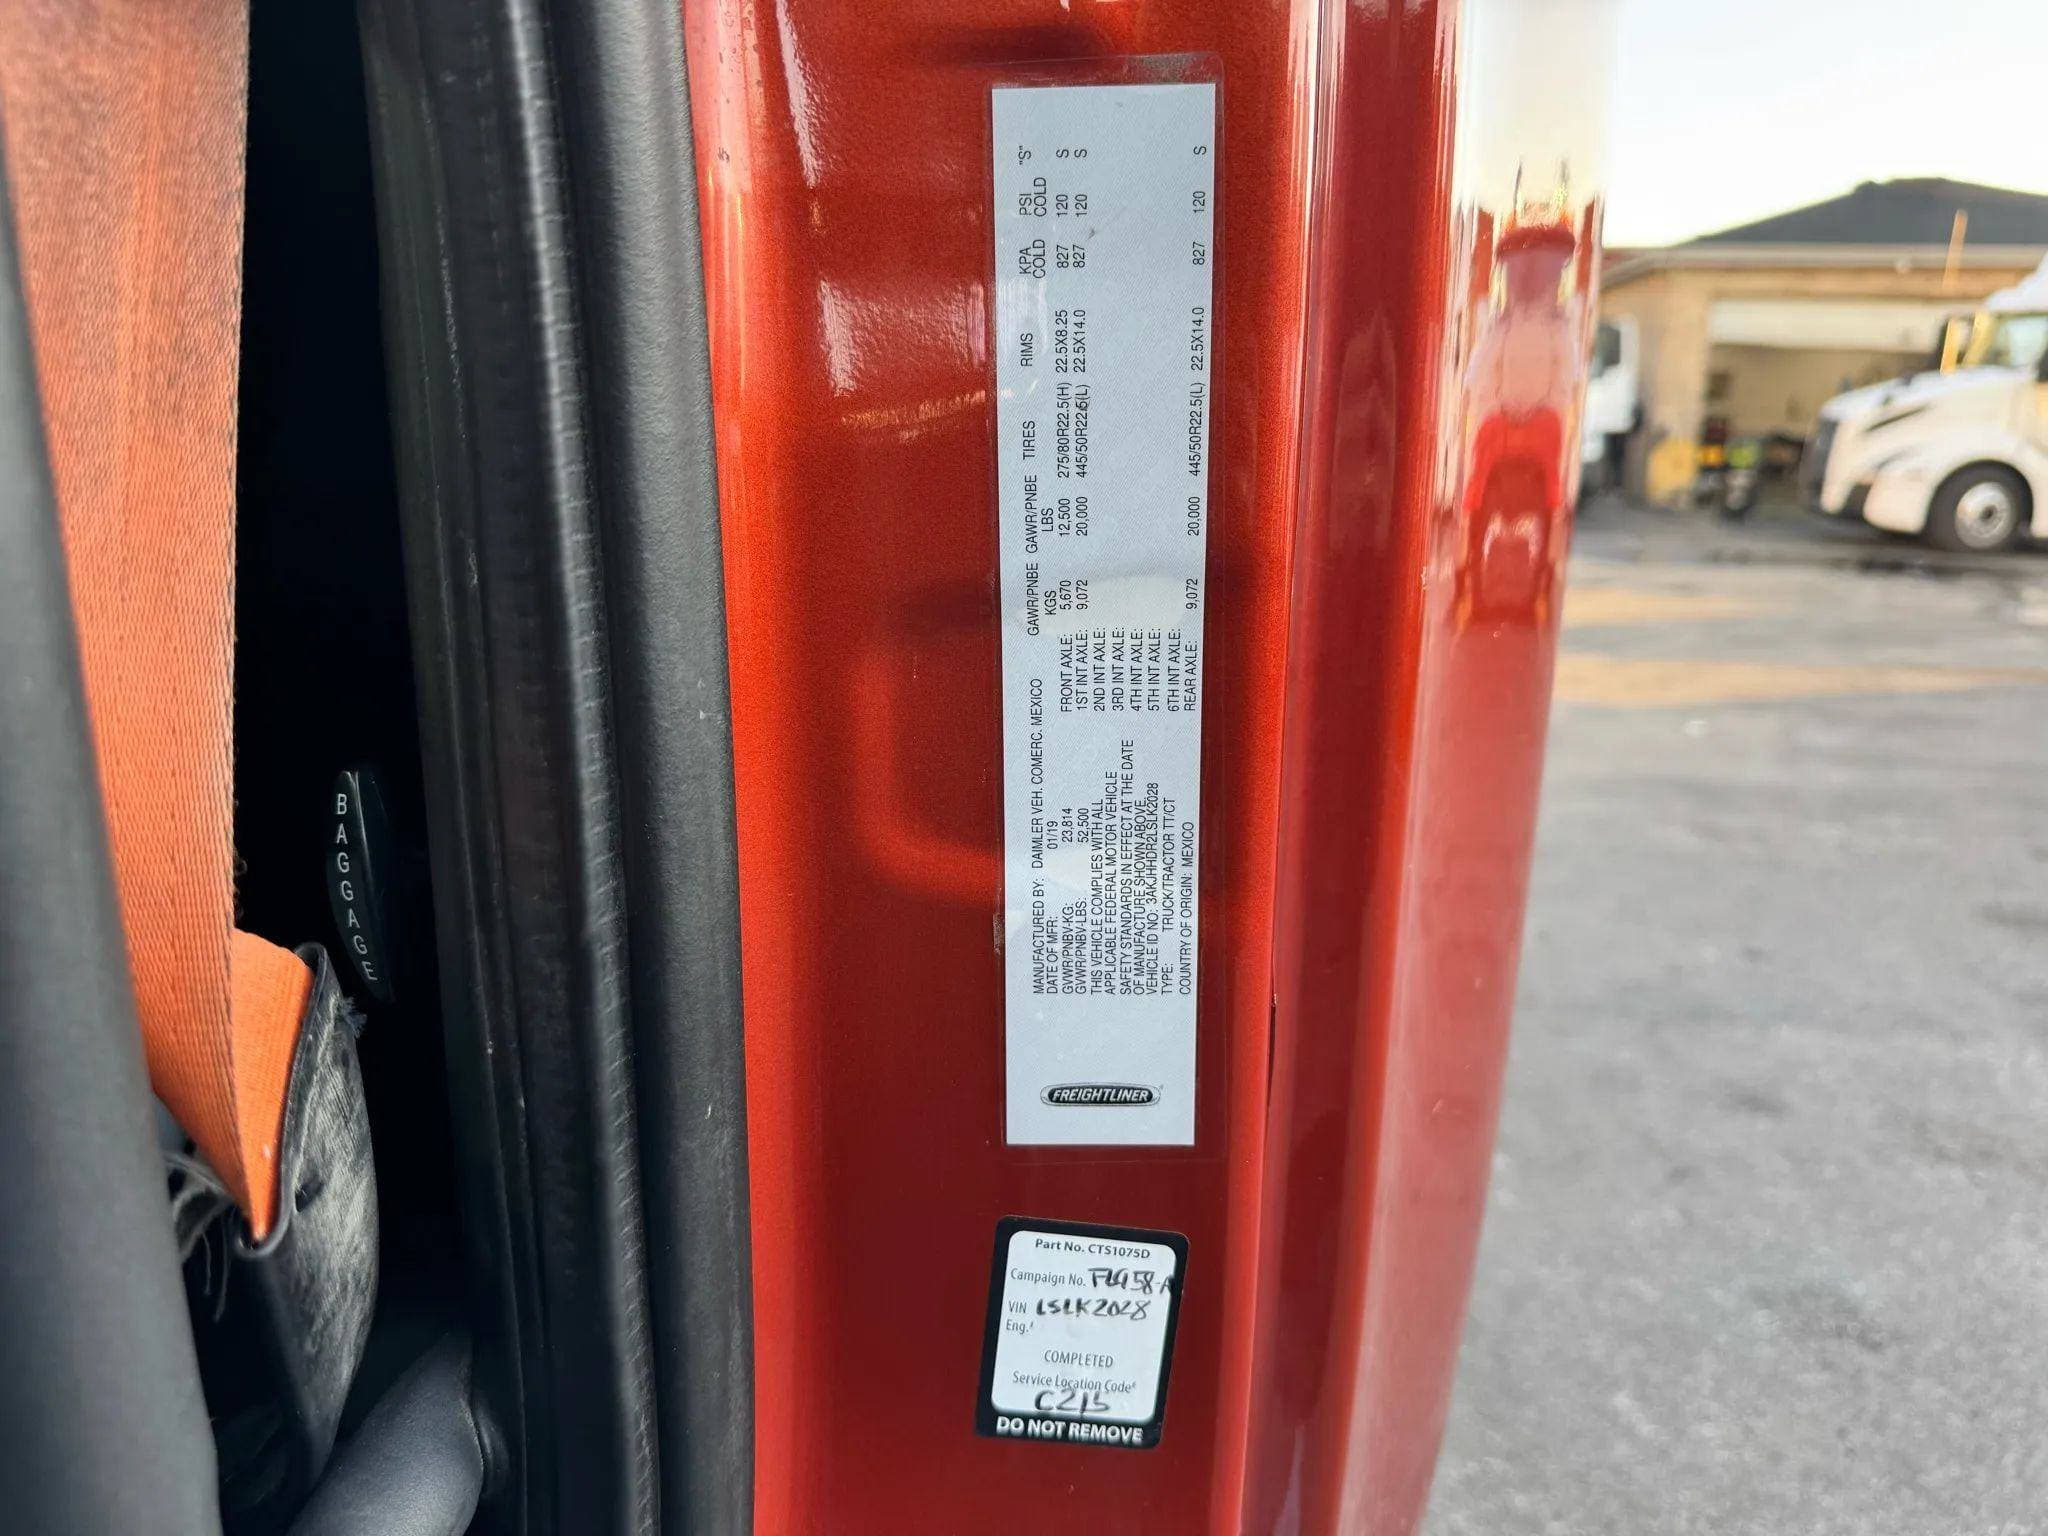 MANUFACTURED BY: DAIMLER VEH. COMERC. MEXICO
DATE OF MFR: 01/19
GVWR/PNBV-KG: 23,814
GVWR/PNBV-LBS: 52,500
THIS VEHICLE COMPLIES WITH ALL
APPLICABLE FEDERAL MOTOR VEHICLE
SAFETY STANDARDS IN EFFECT AT THE DATE
OF MANUFACTURE SHOWN ABOVE.
VEHICLE ID NO: 3AKJHHDR2LSLK2028
TYPE: TRUCK/TRACTOR TT/CT
COUNTRY OF ORIGIN: MEXICO
GAWR/PNBE KGS GAWR/PNBE LBS TIRES RIMS KPA COLD PSI COLD "S"
FRONT AXLE: 5,670 12,500 275/80R22.5(H) 22.5X8.25 827 120 S
1ST INT AXLE: 9,072 20,000 445/50R22.5(L) 22.5X14.0 827 120 S
2ND INT AXLE:
3RD INT AXLE:
4TH INT AXLE:
5TH INT AXLE:
6TH INT AXLE:
REAR AXLE: 9,072 20,000 445/50R22.5(L) 22.5X14.0 827 120 S
FREIGHTLINER
BAGGAGE
Part No. CTS1075D
Campaign No. FL958-A
VIN LSLK2028
Eng.#
COMPLETED
Service Location Code#
C215
DO NOT REMOVE